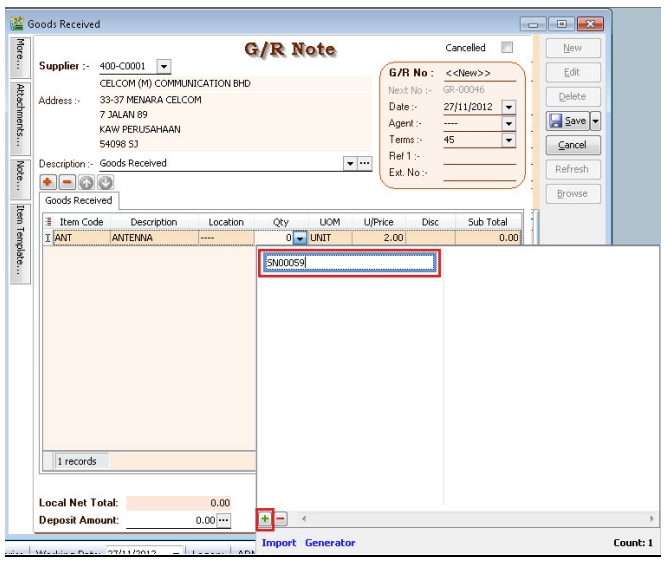 Goods Received
More...
Attachments...
Note...
Item Template...
G/R Note
Cancelled
Supplier :- 400-C0001
CELCOM (M) COMMUNICATION BHD
Address :- 33-37 MENARA CELCOM
7 JALAN 89
KAW PERUSAHAAN
54098 SJ
Description :- Goods Received
G/R No : <<New>>
Next No :- GR-00046
Date :- 27/11/2012
Agent :- ----
Terms :- 45
Ref 1 :-
Ext. No :-
New
Edit
Delete
Save
Cancel
Refresh
Browse
Goods Received
Item Code Description Location Qty UOM U/Price Disc Sub Total
ANT ANTENNA ---- 0 UNIT 2.00 0.00
SN00059
1 records
Local Net Total: 0.00
Deposit Amount: 0.00
Import Generator Count: 1
Working Date: 27/11/2012